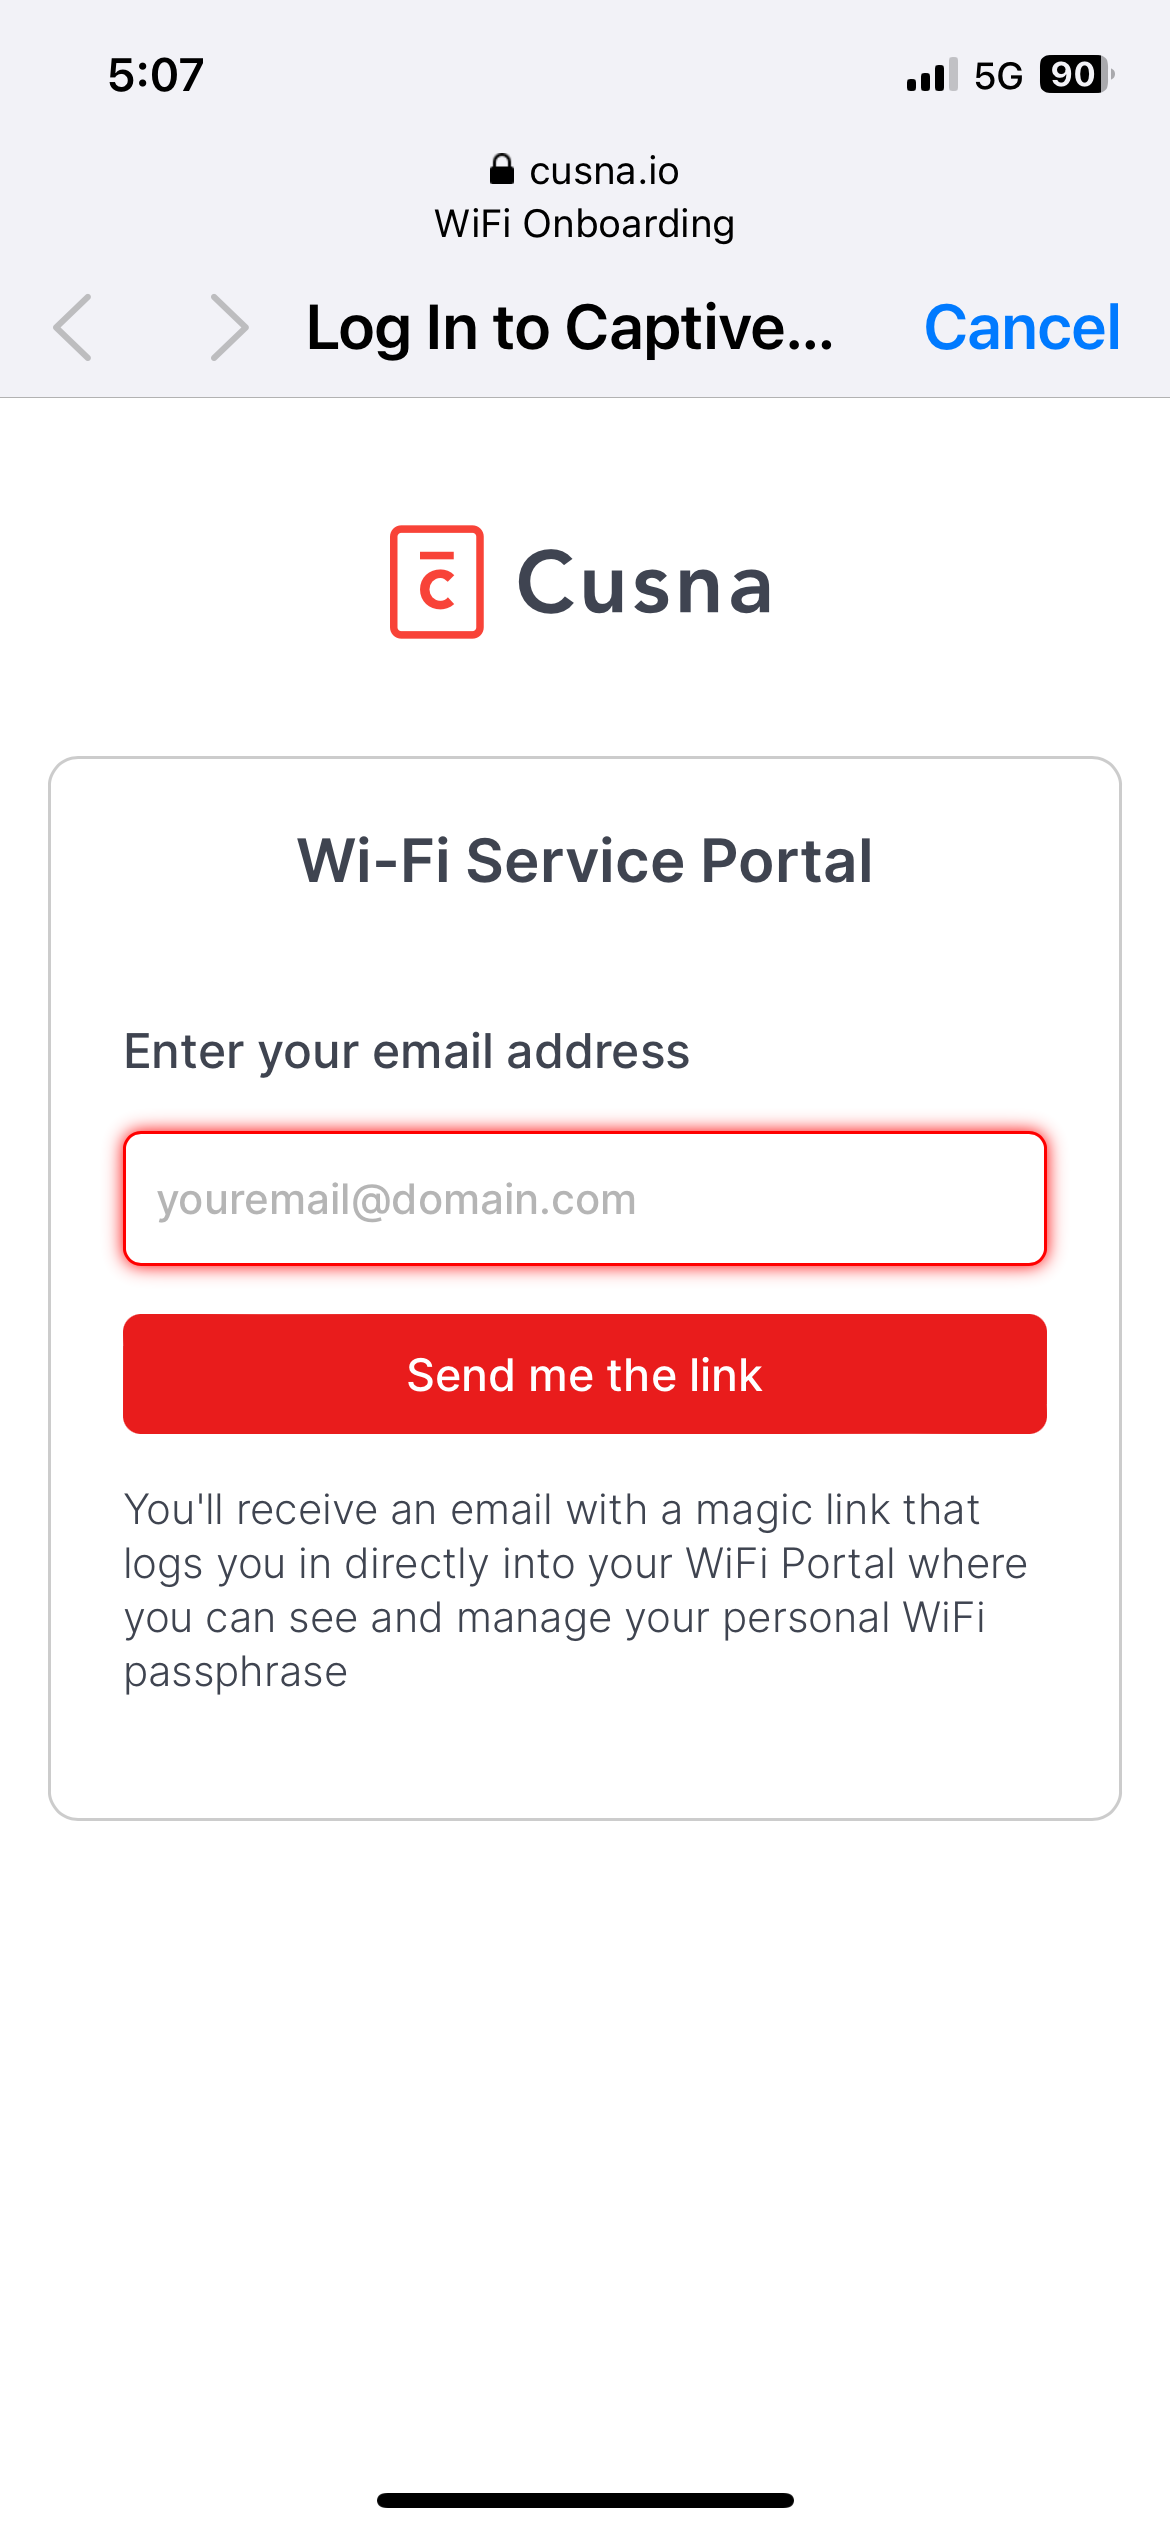 5:07
5G
90
cusna.io
WiFi Onboarding
Log In to Captive...
Cancel
c Cusna
Wi-Fi Service Portal
Enter your email address
youremail@domain.com
Send me the link
You'll receive an email with a magic link that
logs you in directly into your WiFi Portal where
you can see and manage your personal WiFi
passphrase